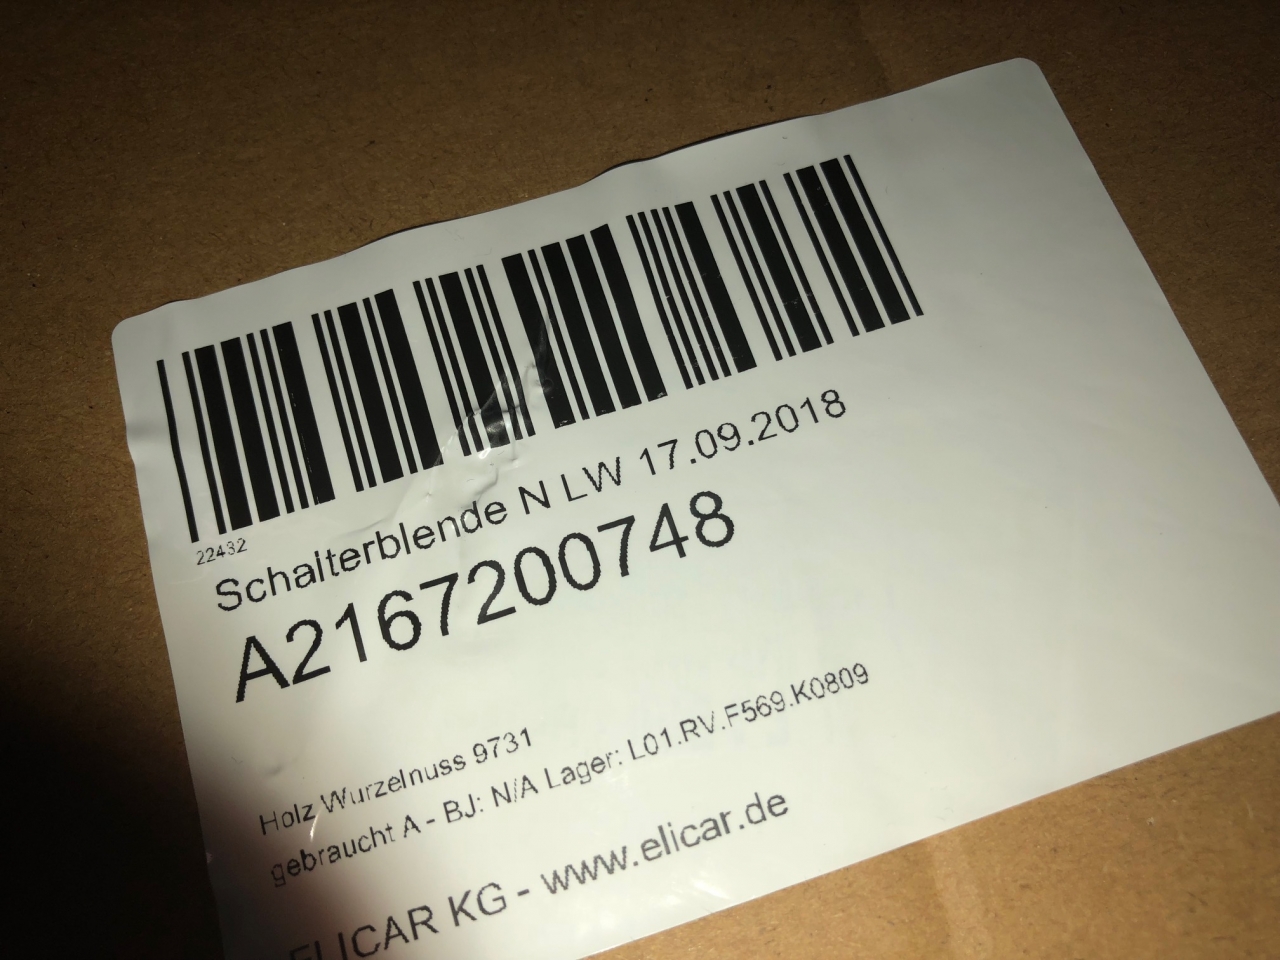 22432
Schalterblende N LW 17.09.2018
A2167200748
Holz Wurzelnuss 9731
gebraucht A - BJ: N/A Lager: L01.RV.F569.K0809
ELICAR KG - www.elicar.de